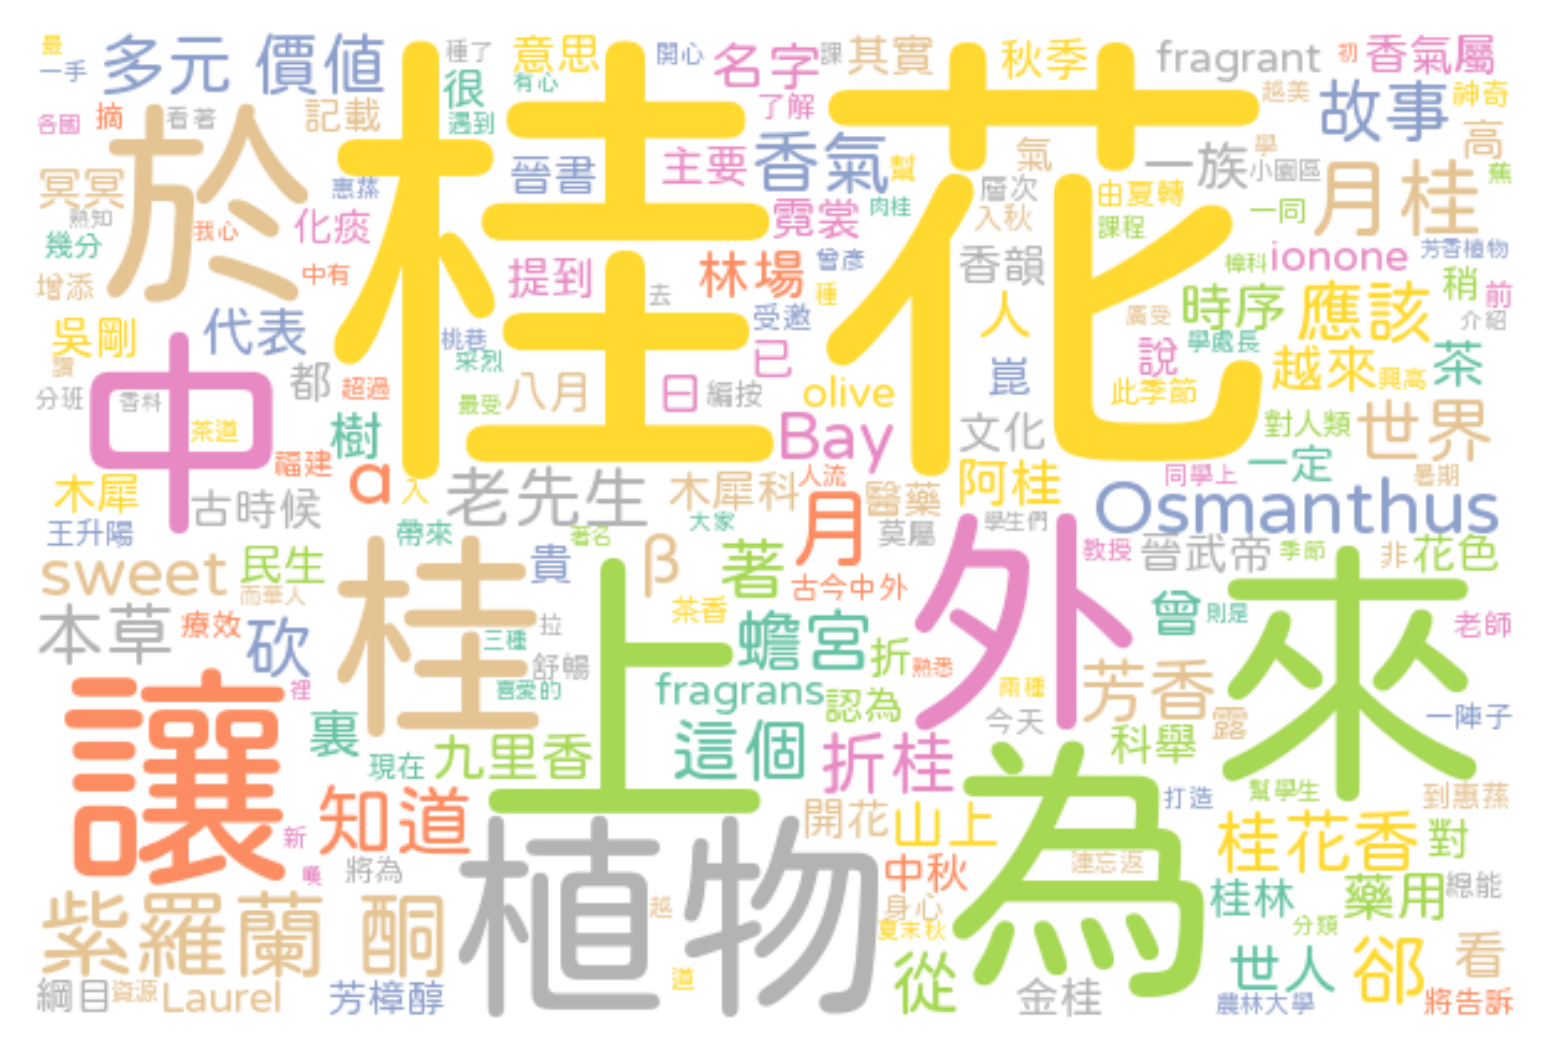 最 多元 價值 種了 意思 開心 名字 課 其實 秋季 fragrant 初 香氣屬
一手 很 有心 了解 越美 故事 神奇
各國 摘 看著 記載 遇到 桂花 香氣 幫 氣 一族 學 高
冥冥 於 惠蓀 晉書 主要 層次 由夏轉 小園區 月桂 蕉
熟知 我心 化痰 霓裳 肉桂 入秋 課程 一同
幾分 中有 提到 林場 曾彥 香韻 樟科 ionone 芳香植物
增添 去 種 人 時序 應該 稍 前
吳剛 代表 桃巷 受邀 廣受 介紹
讚 采烈 已 崑 說 學處長 越來 茶
分班 中 香料 都 超過 最受 八月 日 編按 olive 此季節 興高 世界
茶道 樹 Bay 文化 對人類
福建 a 入 老先生 木犀科 人流 阿桂 同學上 一定 暑期
木犀 古時候 月 醫藥 Osmanthus
王升陽 帶來 著名 大家 莫屬 學生們
sweet 民生 桂 貴 β 著 外 教授 晉武帝 季節 非 花色
而華人 上 茶香 古今中外 來
本草 療效 砍 三種 拉 蟾宮 曾 則是 老師
舒暢 折 熟悉 芳香
讓 裡 喜愛的 fragrans 認為 兩種
裏 這個 今天 露 一陣子
現在 九里香 折桂 科舉
知道 開花 山上 為 打造 幫學生 到惠蓀
新 植物 桂花香 對
嘆 將為 中秋 連忘返
紫羅蘭 酮 越 身心 桂林 藥用 總能
夏末秋 分類
道 從 世人 郤 看
綱目 資源 Laurel 芳樟醇 金桂 農林大學 將告訴